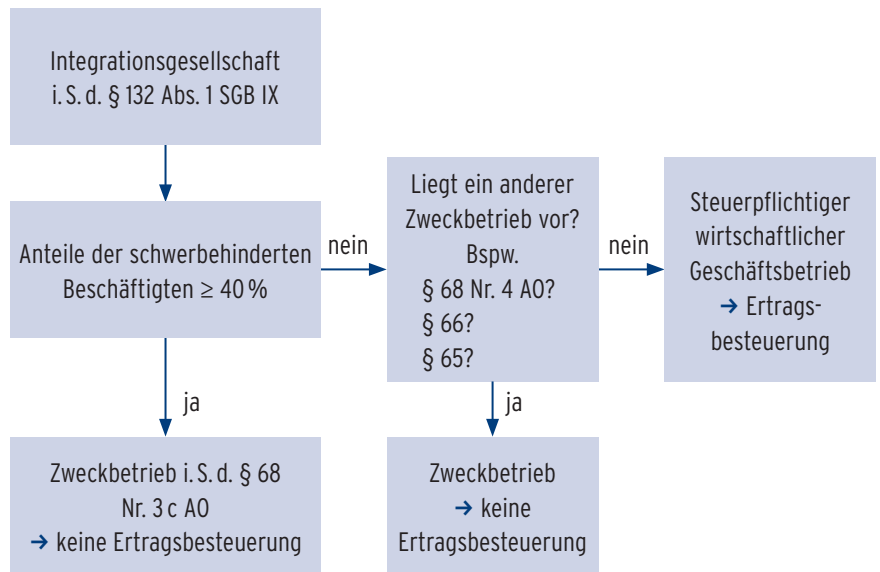 Integrationsgesellschaft
i. S. d. § 132 Abs. 1 SGB IX
Anteile der schwerbehinderten
Beschäftigten ≥ 40 %
nein
Liegt ein anderer
Zweckbetrieb vor?
Bspw.
§ 68 Nr. 4 AO?
§ 66?
§ 65?
nein
Steuerpflichtiger
wirtschaftlicher
Geschäftsbetrieb
→ Ertrags-
besteuerung
ja
ja
Zweckbetrieb i. S. d. § 68
Nr. 3 c AO
→ keine Ertragsbesteuerung
Zweckbetrieb
→ keine
Ertragsbesteuerung